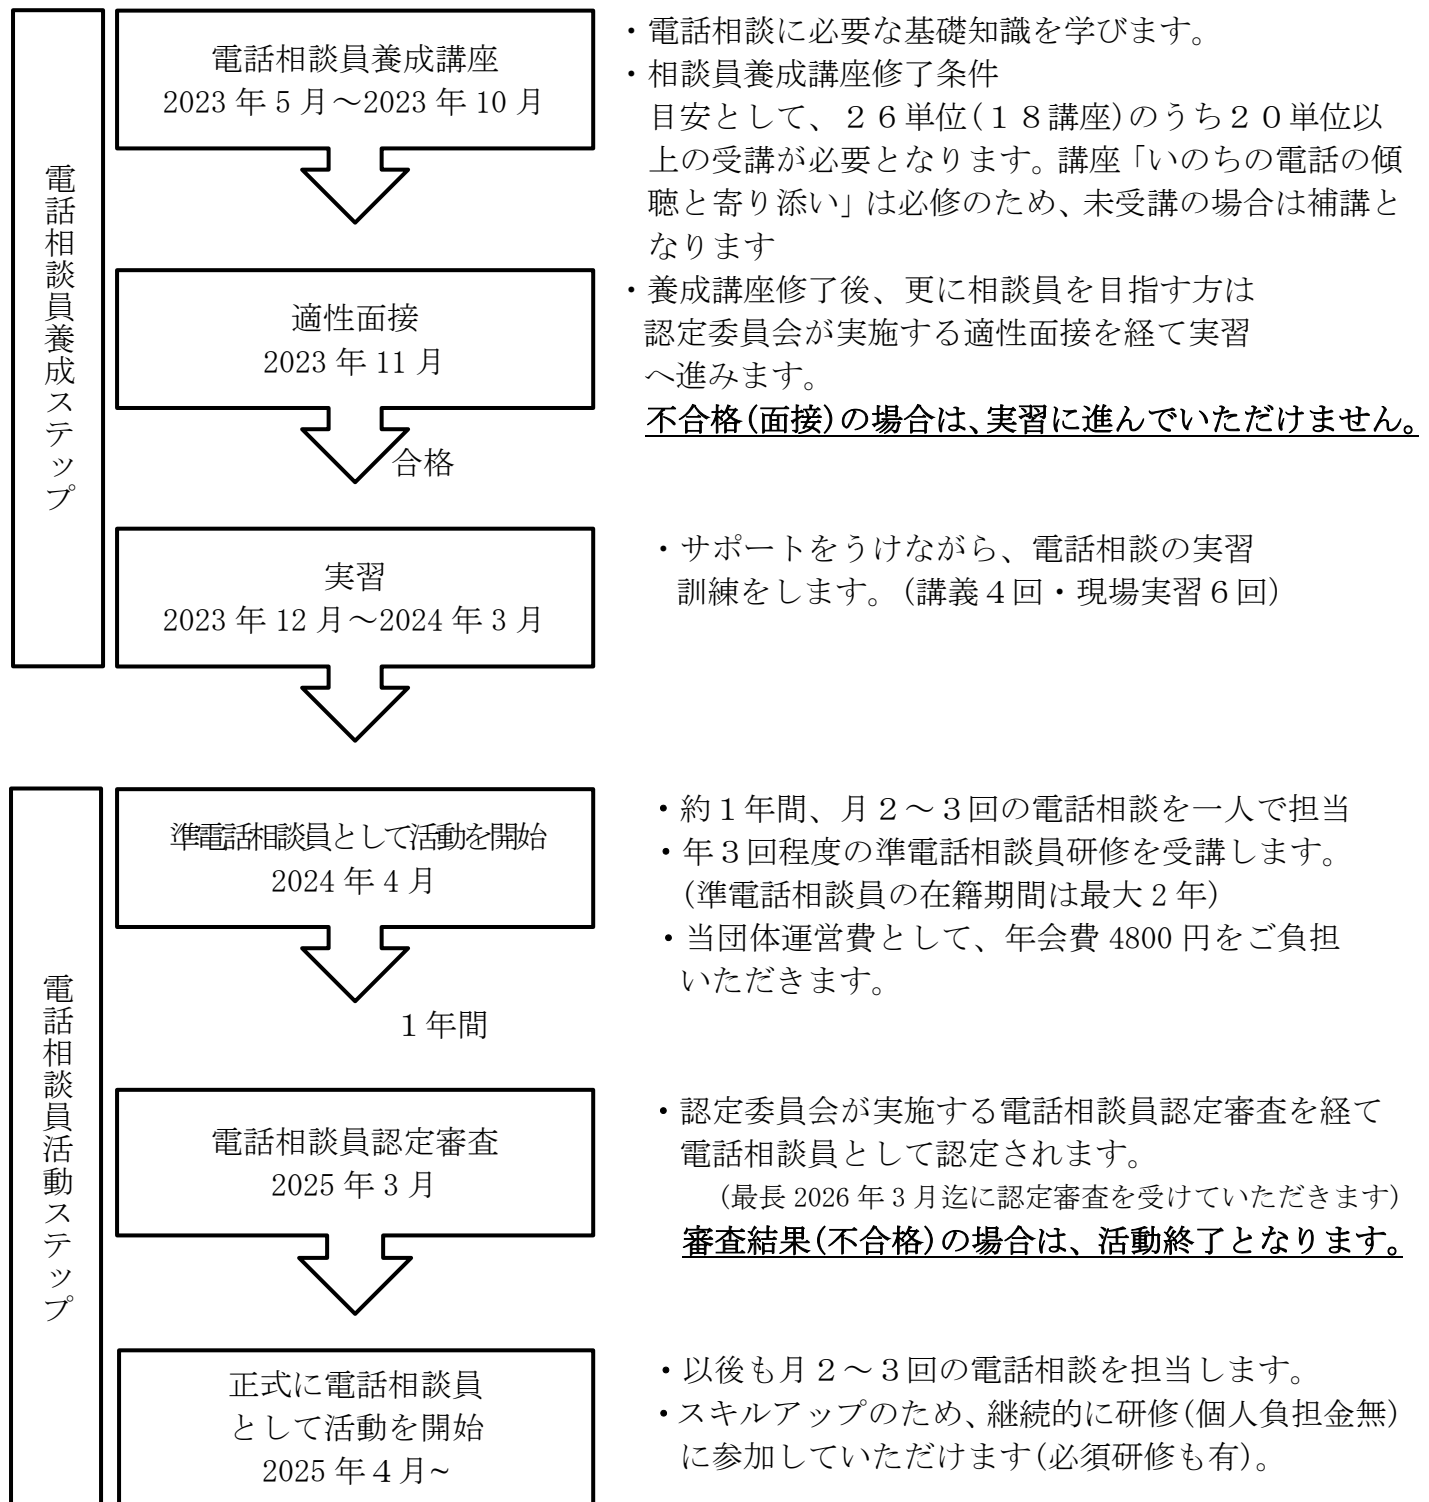 電話相談員養成ステップ
電話相談員養成講座
2023 年 5 月～2023 年 10 月
・電話相談に必要な基礎知識を学びます。
・相談員養成講座修了条件
目安として、２６単位(１８講座)のうち２０単位以
上の受講が必要となります。講座「いのちの電話の傾
聴と寄り添い」は必修のため、未受講の場合は補講と
なります
適性面接
2023 年 11 月
・養成講座修了後、更に相談員を目指す方は
認定委員会が実施する適性面接を経て実習
へ進みます。
不合格(面接)の場合は、実習に進んでいただけません。
合格
実習
2023 年 12 月～2024 年 3 月
・サポートをうけながら、電話相談の実習
訓練をします。(講義４回・現場実習６回)
電話相談員活動ステップ
準電話相談員として活動を開始
2024 年 4 月
・約１年間、月２～３回の電話相談を一人で担当
・年３回程度の準電話相談員研修を受講します。
(準電話相談員の在籍期間は最大 2 年)
・当団体運営費として、年会費 4800 円をご負担
いただきます。
１年間
電話相談員認定審査
2025 年 3 月
・認定委員会が実施する電話相談員認定審査を経て
電話相談員として認定されます。
(最長 2026 年 3 月迄に認定審査を受けていただきます)
審査結果(不合格)の場合は、活動終了となります。
正式に電話相談員
として活動を開始
2025 年４月~
・以後も月２～３回の電話相談を担当します。
・スキルアップのため、継続的に研修(個人負担金無)
に参加していただけます(必須研修も有)。